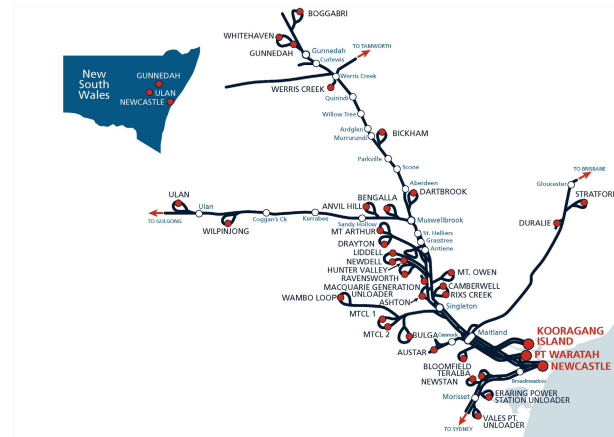 BOGGABRI
WHITEHAVEN
GUNNEDAH
Gunnedah
Curlewis
TO TAMWORTH
Werris Creek
WERRIS CREEK
Quirindi
Willow Tree
Ardglen
Murrurundi
BICKHAM
Parkville
Scone
Aberdeen
DARTBROOK
New
South
Wales
GUNNEDAH
ULAN
NEWCASTLE
TO BRISBANE
Gloucester
STRATFORD
DURALIE
ULAN
Ulan
TO GULGONG
WILPINJONG
Coggan's Ck
Kerrabee
Sandy Hollow
ANVIL HILL
BENGALLA
Muswellbrook
MT ARTHUR
DRAYTON
LIDDELL
NEWDELL
HUNTER VALLEY
RAVENSWORTH
MACQUARIE GENERATION
UNLOADER
ASHTON
M. Helliers
Grasstree
Antiene
MT. OWEN
CAMBERWELL
RIXS CREEK
Singleton
WAMBO LOOP
MTCL 1
MTCL 2
BULGA
Maitland
AUSTAR
BLOOMFIELD
TERALBA
NEWSTAN
KOORAGANG
ISLAND
PT WARATAH
NEWCASTLE
Broadmeadow
Morisset
ERARING POWER
STATION UNLOADER
VALES PT.
UNLOADER
TO SYDNEY